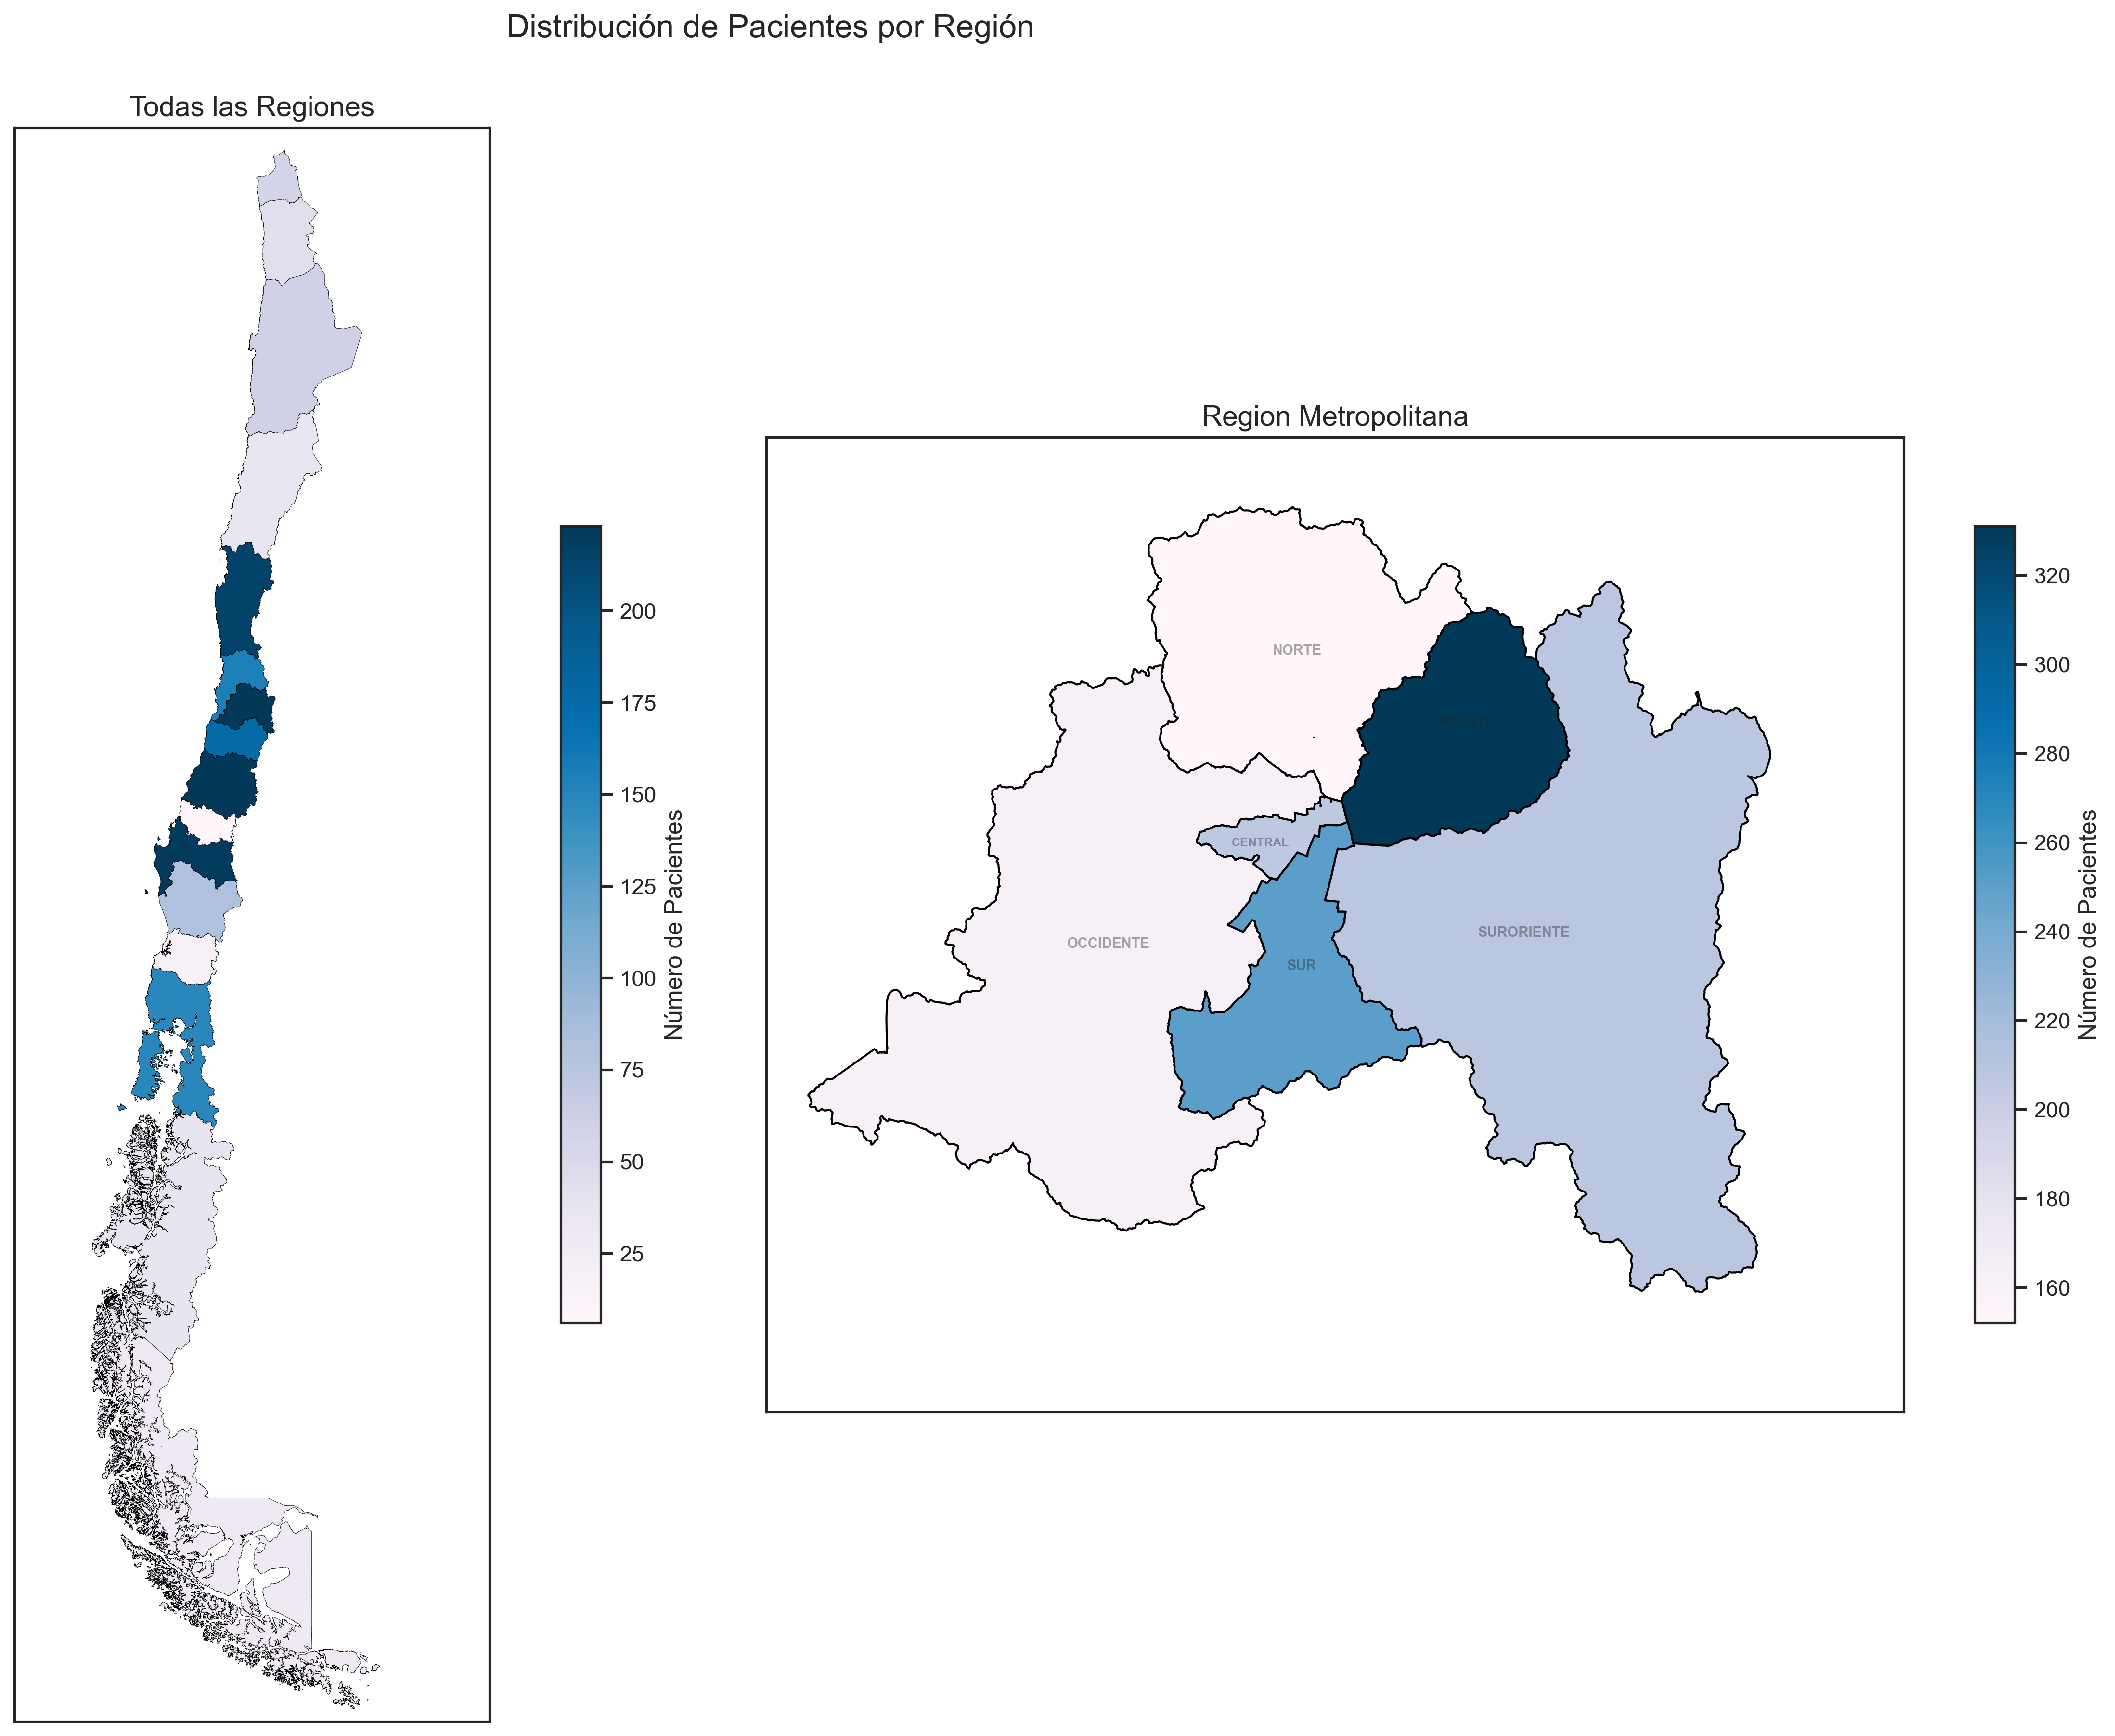 Distribución de Pacientes por Región
Todas las Regiones
200
175
150
125
100
75
50
25
Número de Pacientes
Region Metropolitana
NORTE
ORIENTE
CENTRAL
OCCIDENTE
SUR
SURORIENTE
320
300
280
260
240
220
200
180
160
Número de Pacientes